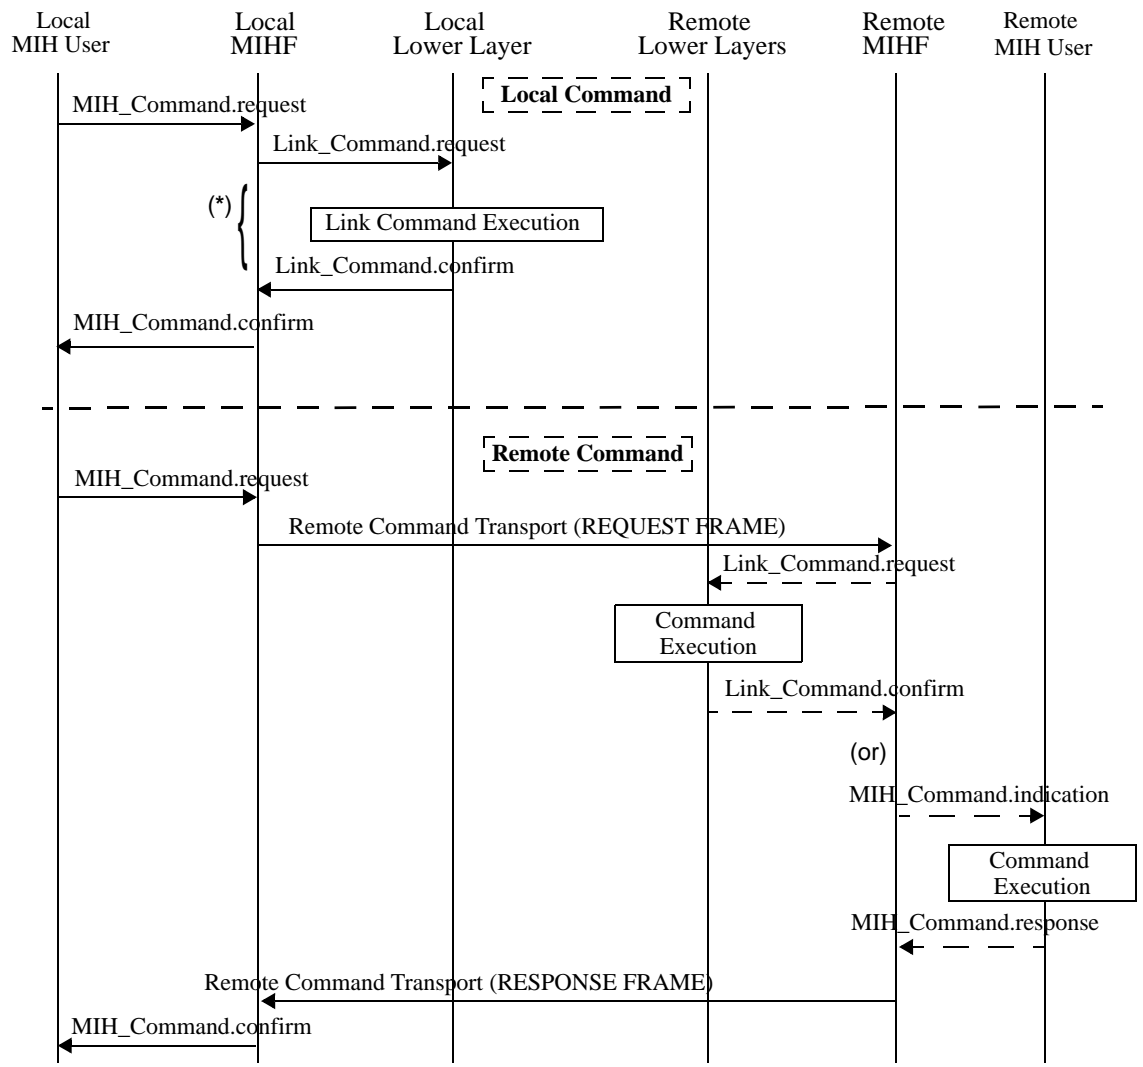 Local
MIH User
Local
MIHF
Local
Lower Layer
Remote
Lower Layers
Remote
MIHF
Remote
MIH User
Local Command
MIH_Command.request
Link_Command.request
(*)
Link Command Execution
Link_Command.confirm
MIH_Command.confirm
Remote Command
MIH_Command.request
Remote Command Transport (REQUEST FRAME)
Link_Command.request
Command
Execution
Link_Command.confirm
(or)
MIH_Command.indication
Command
Execution
MIH_Command.response
Remote Command Transport (RESPONSE FRAME)
MIH_Command.confirm